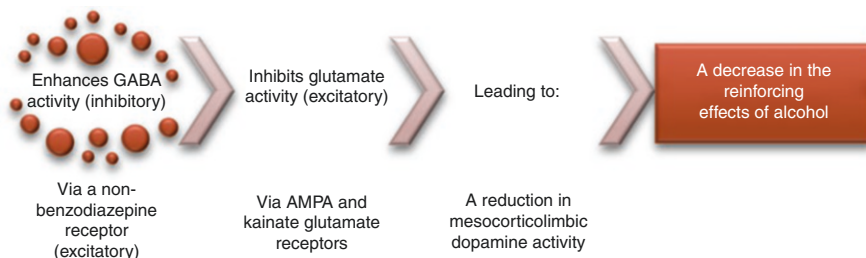 Enhances GABA
activity (inhibitory)
Via a non-
benzodiazepine
receptor
(excitatory)
Inhibits glutamate
activity (excitatory)
Via AMPA and
kainate glutamate
receptors
Leading to:
A reduction in
mesocorticolimbic
dopamine activity
A decrease in the
reinforcing
effects of alcohol